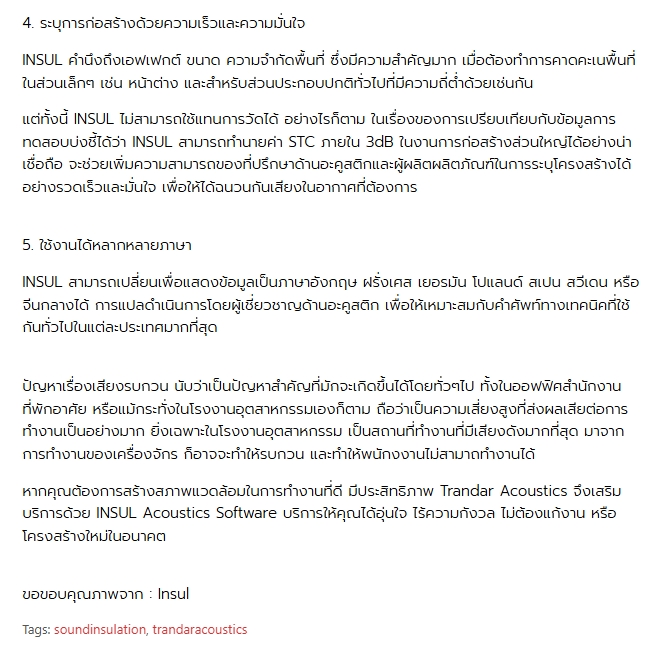 4. ระบุการก่อสร้างด้วยความเร็วและความมั่นใจ
INSUL คำนึงถึงเอฟเฟกต์ ขนาด ความจำกัดพื้นที่ ซึ่งมีความสำคัญมาก เมื่อต้องทำการคาดคะเนพื้นที่
ในส่วนเล็กๆ เช่น หน้าต่าง และสำหรับส่วนประกอบปกติทั่วไปที่มีความถี่ต่ำด้วยเช่นกัน
แต่ทั้งนี้ INSUL ไม่สามารถใช้แทนการวัดได้ อย่างไรก็ตาม ในเรื่องของการเปรียบเทียบกับข้อมูลการ
ทดสอบบ่งชี้ได้ว่า INSUL สามารถทำนายค่า STC ภายใน 3dB ในงานการก่อสร้างส่วนใหญ่ได้อย่างน่า
เชื่อถือ จะช่วยเพิ่มความสามารถของที่ปรึกษาด้านอะคูสติกและผู้ผลิตผลิตภัณฑ์ในการระบุโครงสร้างได้
อย่างรวดเร็วและมั่นใจ เพื่อให้ได้ฉนวนกันเสียงในอากาศที่ต้องการ
5. ใช้งานได้หลากหลายภาษา
INSUL สามารถเปลี่ยนเพื่อแสดงข้อมูลเป็นภาษาอังกฤษ ฝรั่งเศส เยอรมัน โปแลนด์ สเปน สวีเดน หรือ
จีนกลางได้ การแปลดำเนินการโดยผู้เชี่ยวชาญด้านอะคูสติก เพื่อให้เหมาะสมกับคำศัพท์ทางเทคนิคที่ใช้
กันทั่วไปในแต่ละประเทศมากที่สุด
ปัญหาเรื่องเสียงรบกวน นับว่าเป็นปัญหาสำคัญที่มักจะเกิดขึ้นได้โดยทั่วๆไป ทั้งในออฟฟิศสำนักงาน
ที่พักอาศัย หรือแม้กระทั่งในโรงงานอุตสาหกรรมเองก็ตาม ถือว่าเป็นความเสี่ยงสูงที่ส่งผลเสียต่อการ
ทำงานเป็นอย่างมาก ยิ่งเฉพาะในโรงงานอุตสาหกรรม เป็นสถานที่ทำงานที่มีเสียงดังมากที่สุด มาจาก
การทำงานของเครื่องจักร ก็อาจจะทำให้รบกวน และทำให้พนักงงานไม่สามาถทำงานได้
หากคุณต้องการสร้างสภาพแวดล้อมในการทำงานที่ดี มีประสิทธิภาพ Trandar Acoustics จึงเสริม
บริการด้วย INSUL Acoustics Software บริการให้คุณได้อุ่นใจ ไร้ความกังวล ไม่ต้องแก้งาน หรือ
โครงสร้างใหม่ในอนาคต
ขอขอบคุณภาพจาก : Insul
Tags: soundinsulation, trandaracoustics